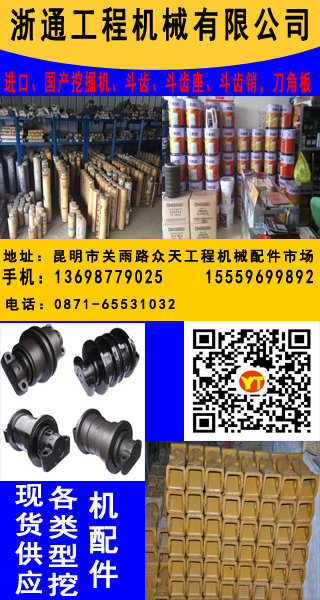 浙通工程机械有限公司
进口、国产挖掘机、斗齿、斗齿座、斗齿销，刀角板
地址：昆明市关雨路众天工程机械配件市场
手机：13698779025 15559699892
电话：0871-65531032
YT
现货供应
各类型挖
机配件